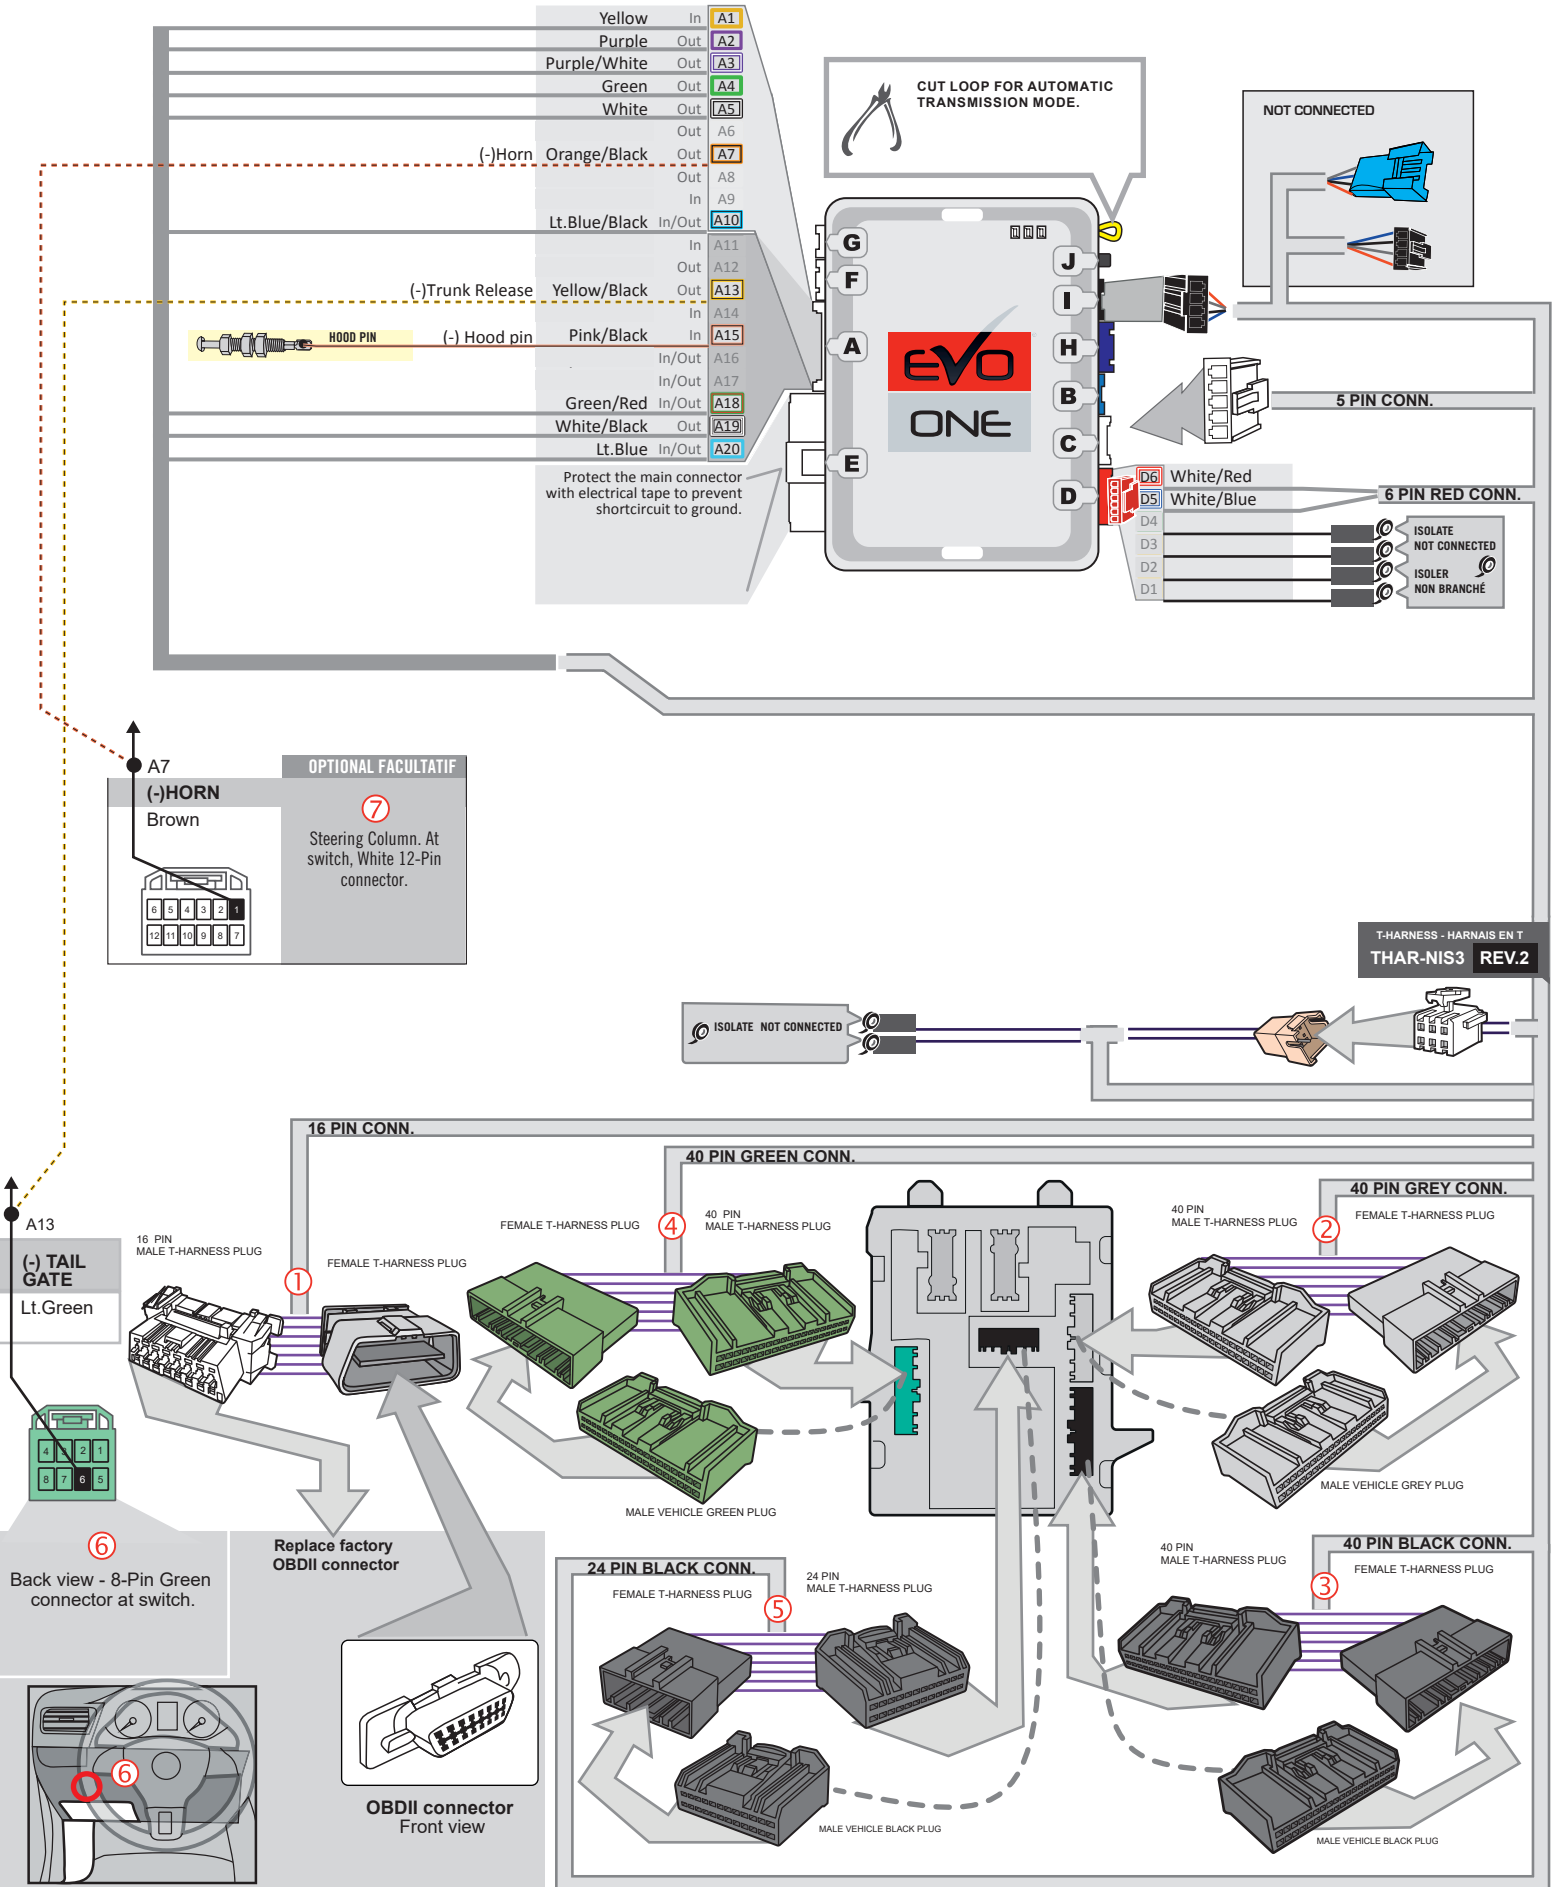 Yellow In A1
Purple Out A2
Purple/White Out A3
Green Out A4
White Out A5
Out A6
(-)Horn Orange/Black Out A7
Out A8
In A9
Lt.Blue/Black In/Out A10
In A11
Out A12
(-)Trunk Release Yellow/Black Out A13
In A14
HOOD PIN (-) Hood pin Pink/Black In A15
In/Out A16
In/Out A17
Green/Red In/Out A18
White/Black Out A19
Lt.Blue In/Out A20
Protect the main connector
with electrical tape to prevent
shortcircuit to ground.
CUT LOOP FOR AUTOMATIC
TRANSMISSION MODE.
NOT CONNECTED
G
F
A
E
J
I
H
B
C
D
EVO
ONE
5 PIN CONN.
D6 White/Red
D5 White/Blue
D4
D3
D2
D1
6 PIN RED CONN.
ISOLATE
NOT CONNECTED
ISOLER
NON BRANCHÉ
A7
(-)HORN
Brown
6 5 4 3 2 1
12 11 10 9 8 7
OPTIONAL FACULTATIF
7
Steering Column. At
switch, White 12-Pin
connector.
T-HARNESS - HARNAIS EN T
THAR-NIS3 REV.2
ISOLATE NOT CONNECTED
16 PIN CONN.
40 PIN GREEN CONN.
40 PIN GREY CONN.
A13
(-) TAIL
GATE
Lt.Green
4 3 2 1
8 7 6 5
6
Back view - 8-Pin Green
connector at switch.
6
16 PIN
MALE T-HARNESS PLUG
1
FEMALE T-HARNESS PLUG
Replace factory
OBDII connector
OBDII connector
Front view
FEMALE T-HARNESS PLUG
4
40 PIN
MALE T-HARNESS PLUG
MALE VEHICLE GREEN PLUG
40 PIN
MALE T-HARNESS PLUG
2
FEMALE T-HARNESS PLUG
MALE VEHICLE GREY PLUG
24 PIN BLACK CONN.
FEMALE T-HARNESS PLUG
5
24 PIN
MALE T-HARNESS PLUG
MALE VEHICLE BLACK PLUG
40 PIN BLACK CONN.
40 PIN
MALE T-HARNESS PLUG
3
FEMALE T-HARNESS PLUG
MALE VEHICLE BLACK PLUG